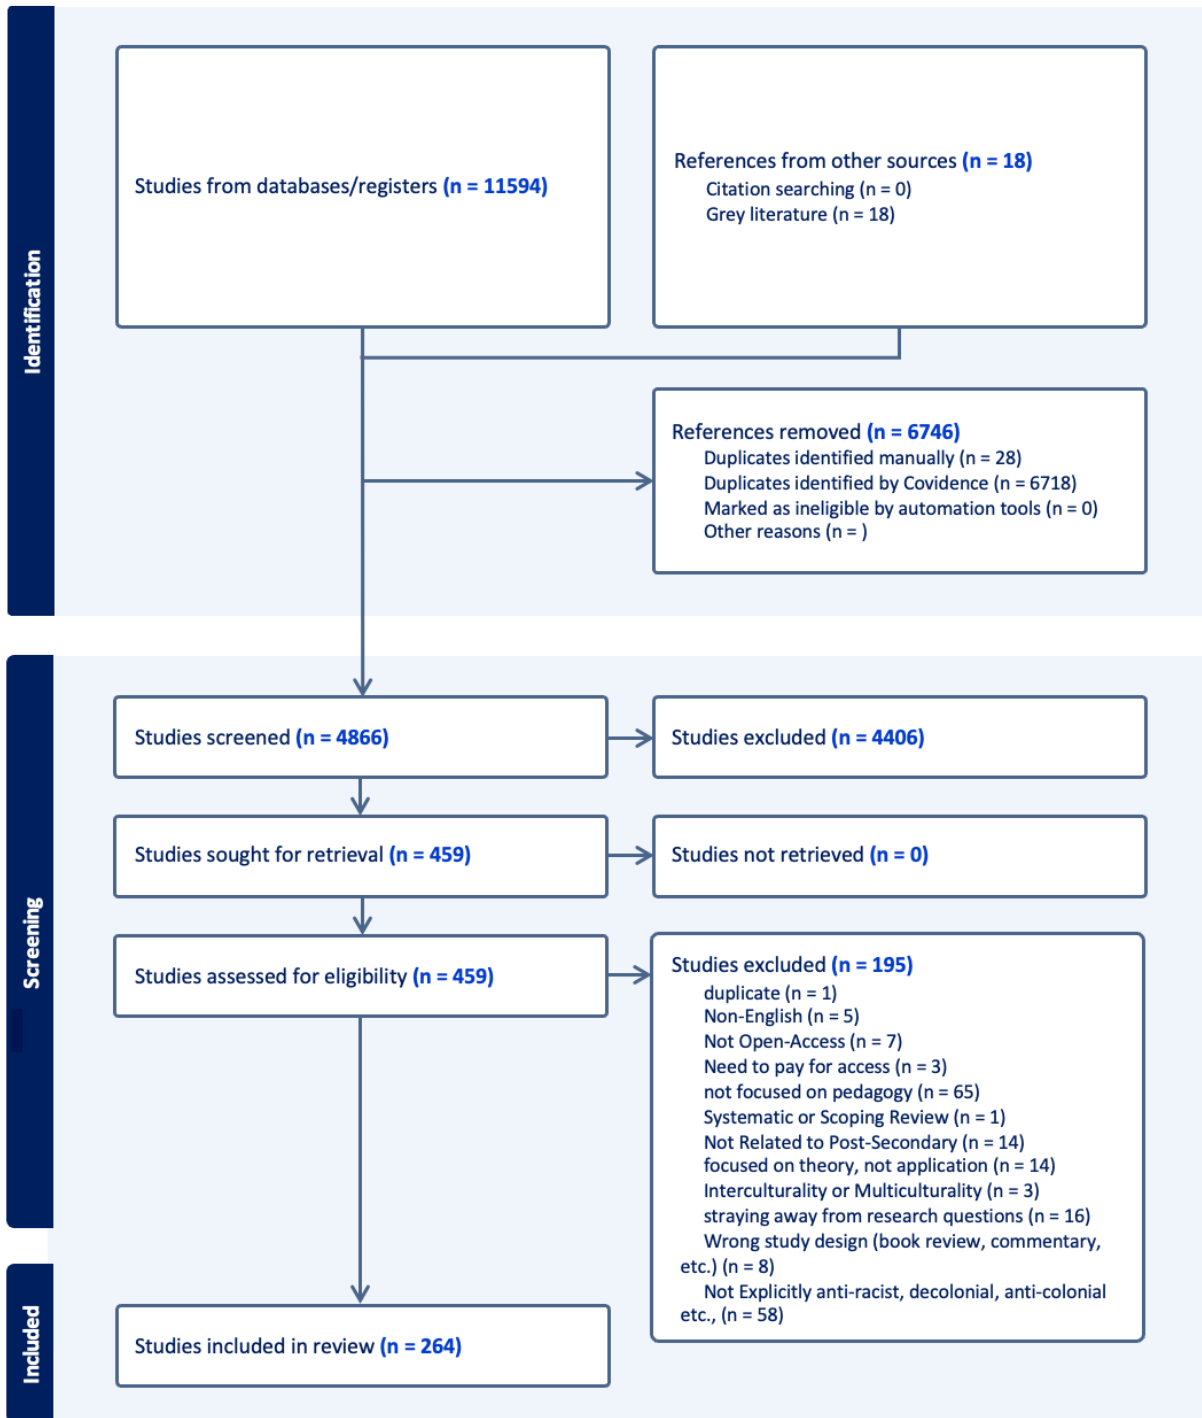 Identification
Studies from databases/registers (n = 11594)
References from other sources (n = 18)
Citation searching (n = 0)
Grey literature (n = 18)
References removed (n = 6746)
Duplicates identified manually (n = 28)
Duplicates identified by Covidence (n = 6718)
Marked as ineligible by automation tools (n = 0)
Other reasons (n = )
Screening
Studies screened (n = 4866)
Studies excluded (n = 4406)
Studies sought for retrieval (n = 459)
Studies not retrieved (n = 0)
Studies assessed for eligibility (n = 459)
Studies excluded (n = 195)
duplicate (n = 1)
Non-English (n = 5)
Not Open-Access (n = 7)
Need to pay for access (n = 3)
not focused on pedagogy (n = 65)
Systematic or Scoping Review (n = 1)
Not Related to Post-Secondary (n = 14)
focused on theory, not application (n = 14)
Interculturality or Multiculturality (n = 3)
straying away from research questions (n = 16)
Wrong study design (book review, commentary,
etc.) (n = 8)
Not Explicitly anti-racist, decolonial, anti-colonial
etc., (n = 58)
Included
Studies included in review (n = 264)